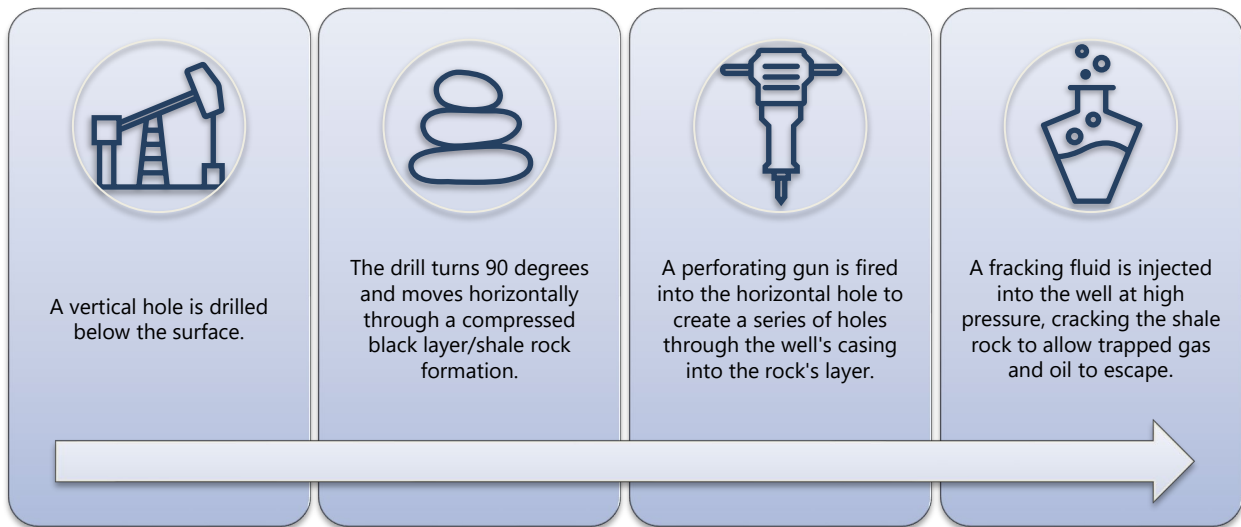 A vertical hole is drilled
below the surface.
The drill turns 90 degrees
and moves horizontally
through a compressed
black layer/shale rock
formation.
A perforating gun is fired
into the horizontal hole to
create a series of holes
through the well's casing
into the rock's layer.
A fracking fluid is injected
into the well at high
pressure, cracking the shale
rock to allow trapped gas
and oil to escape.